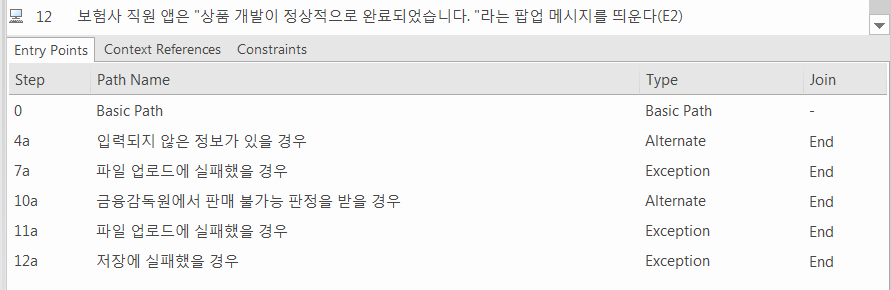 12 보험사 직원 앱은 "상품 개발이 정상적으로 완료되었습니다. "라는 팝업 메시지를 띄운다(E2)
Entry Points Context References Constraints
Step Path Name Type Join
0 Basic Path Basic Path -
4a 입력되지 않은 정보가 있을 경우 Alternate End
7a 파일 업로드에 실패했을 경우 Exception End
10a 금융감독원에서 판매 불가능 판정을 받을 경우 Alternate End
11a 파일 업로드에 실패했을 경우 Exception End
12a 저장에 실패했을 경우 Exception End